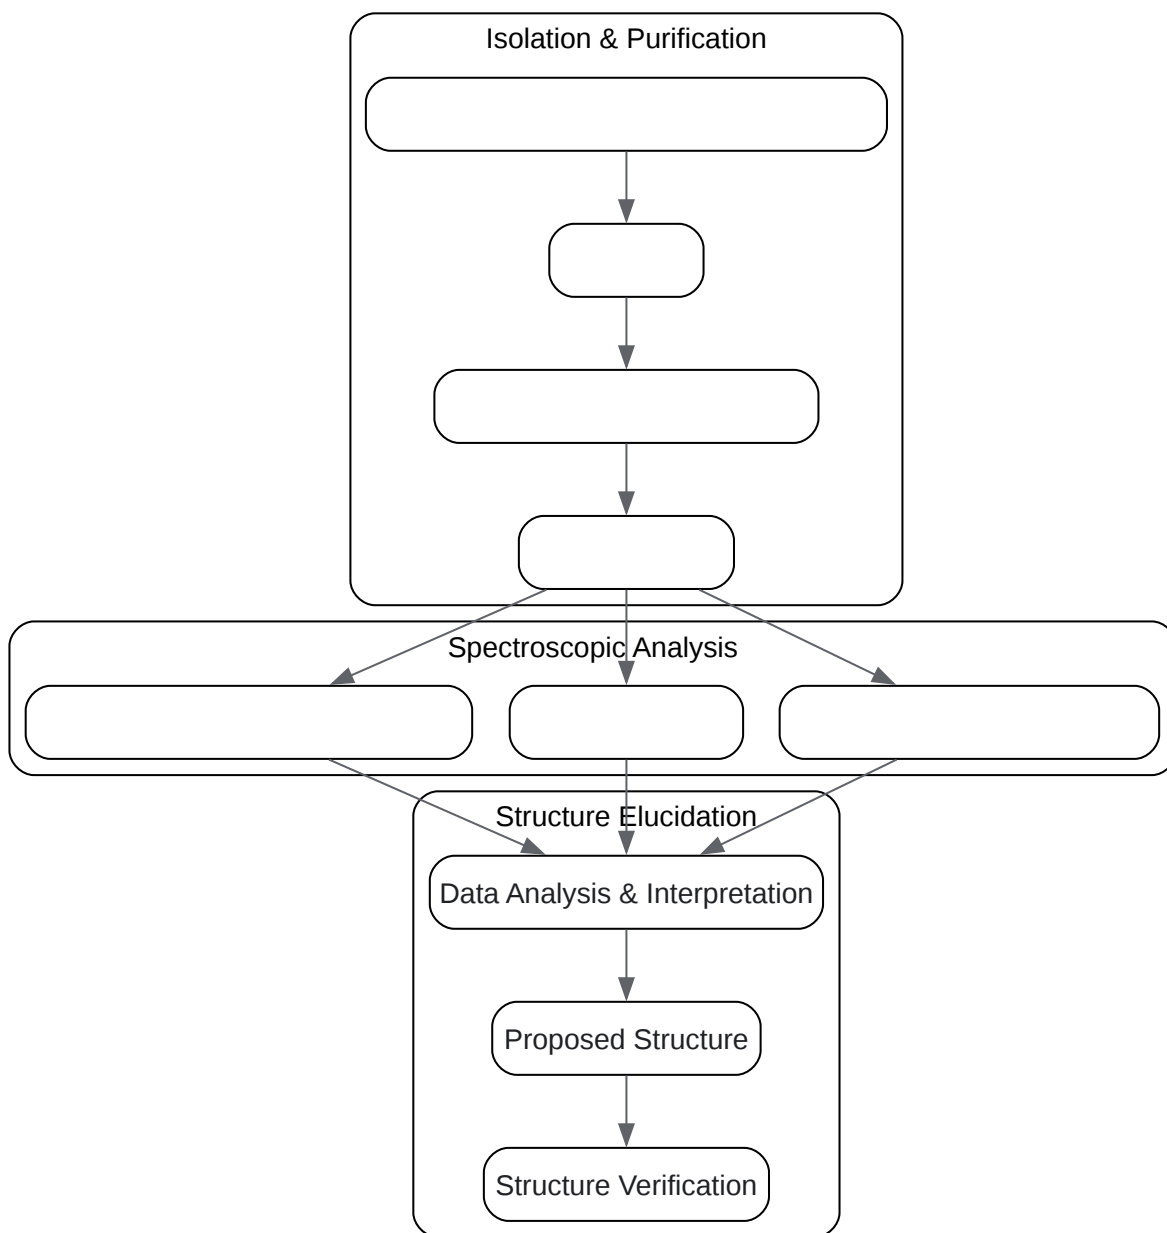 Isolation & Purification
Spectroscopic Analysis
Structure Elucidation
Data Analysis & Interpretation
Proposed Structure
Structure Verification